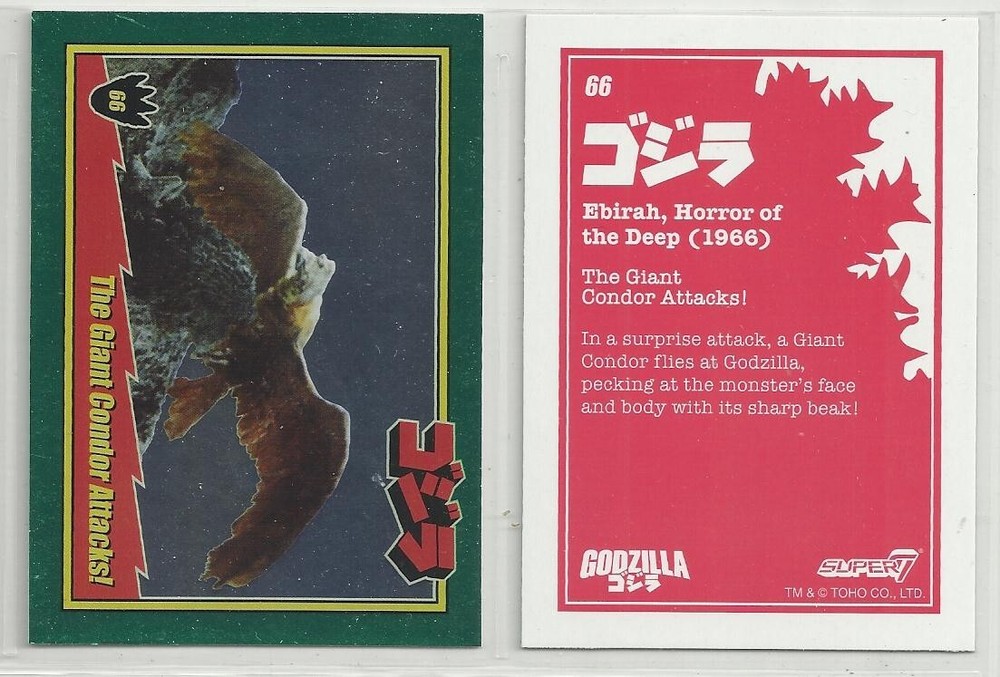 66
ゴジラ
The Giant Condor Attacks!
66
ゴジラ
Ebirah, Horror of
the Deep (1966)
The Giant
Condor Attacks!
In a surprise attack, a Giant
Condor flies at Godzilla,
pecking at the monster's face
and body with its sharp beak!
GODZILLA
ゴジラ
SUPER7®
TM & © TOHO CO., LTD.